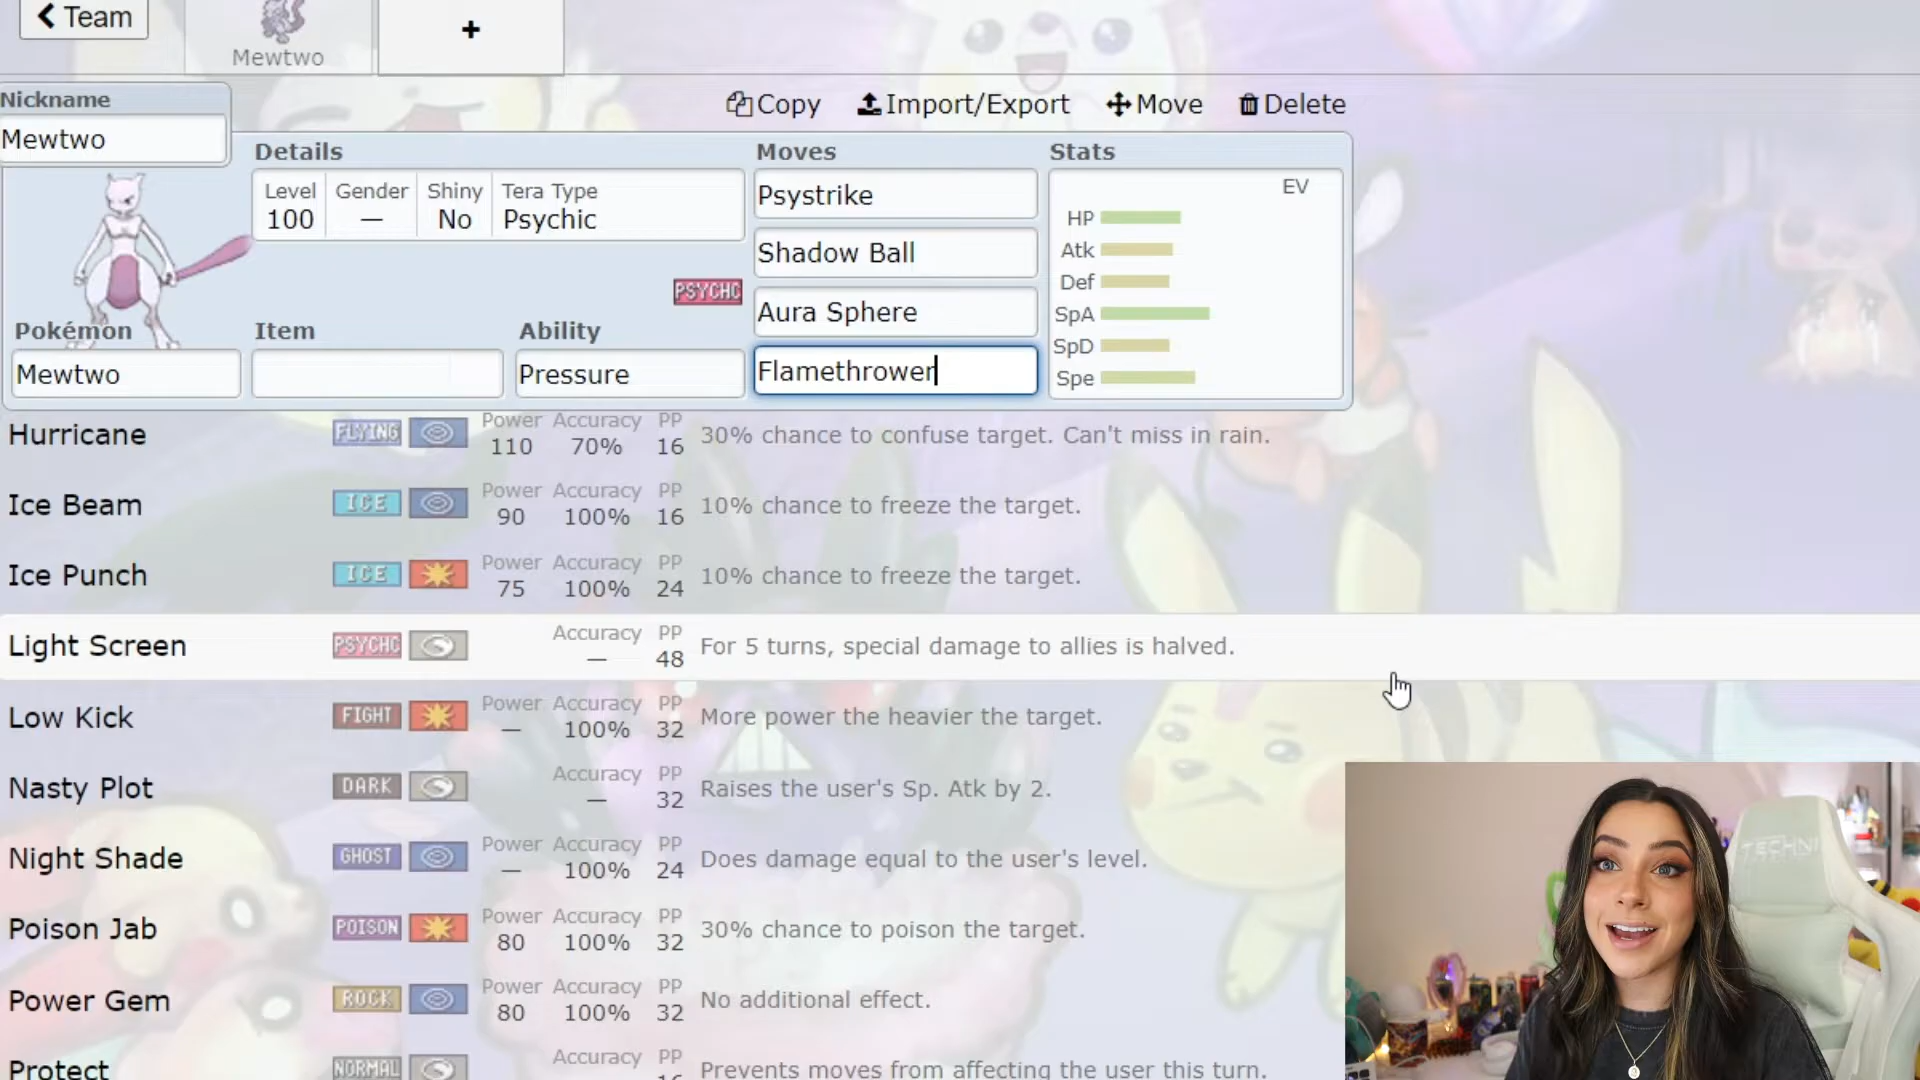 Team
Mewtwo
+
Nickname
Mewtwo
Copy Import/Export Move Delete
Details
Level 100
Gender —
Shiny No
Tera Type Psychic
PSYCHC
Pokémon
Mewtwo
Item
Ability
Pressure
Moves
Psystrike
Shadow Ball
Aura Sphere
Flamethrower
Stats
EV
HP
Atk
Def
SpA
SpD
Spe
Hurricane FLYING Power 110 Accuracy 70% PP 16 30% chance to confuse target. Can't miss in rain.
Ice Beam ICE Power 90 Accuracy 100% PP 16 10% chance to freeze the target.
Ice Punch ICE Power 75 Accuracy 100% PP 24 10% chance to freeze the target.
Light Screen PSYCHC Accuracy — PP 48 For 5 turns, special damage to allies is halved.
Low Kick FIGHT Power — Accuracy 100% PP 32 More power the heavier the target.
Nasty Plot DARK Accuracy — PP 32 Raises the user's Sp. Atk by 2.
Night Shade GHOST Power — Accuracy 100% PP 24 Does damage equal to the user's level.
Poison Jab POISON Power 80 Accuracy 100% PP 32 30% chance to poison the target.
Power Gem ROCK Power 80 Accuracy 100% PP 32 No additional effect.
Protect NORMAL Accuracy PP 16 Prevents moves from affecting the user this turn.
TECHNI